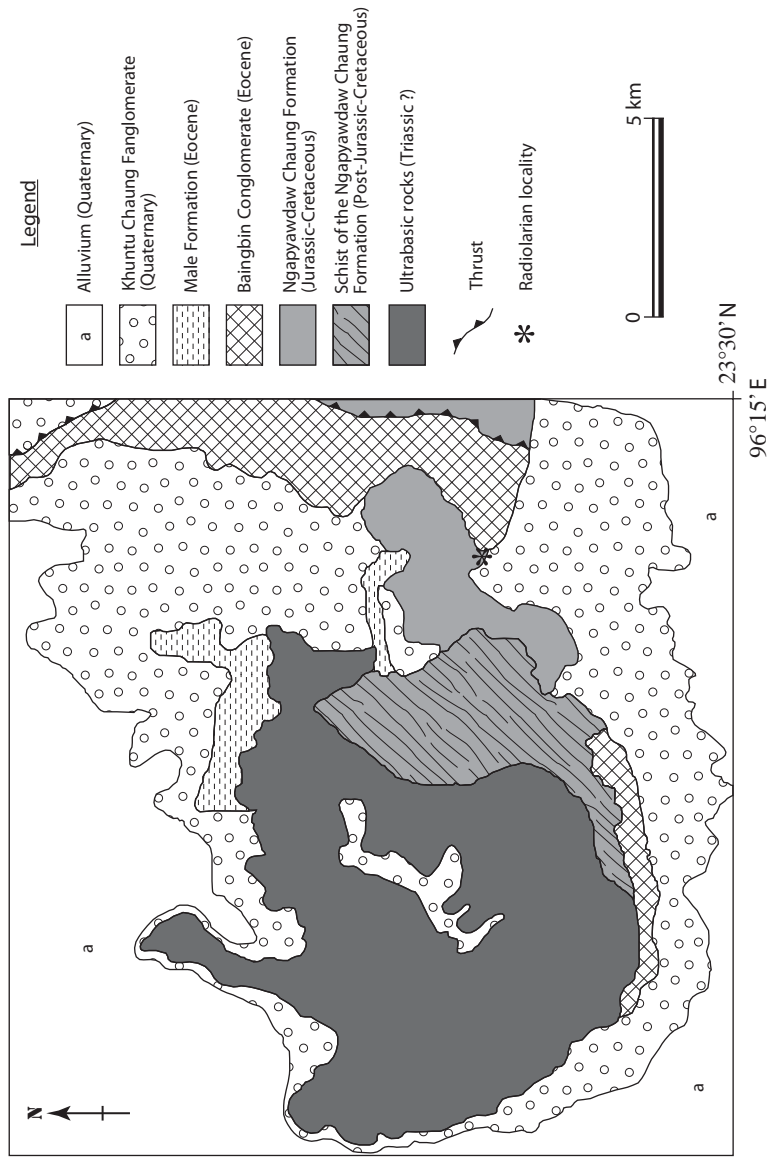 Legend
a
Alluvium (Quaternary)
Khuntu Chaung Fanglomerate
(Quaternary)
Male Formation (Eocene)
Baingbin Conglomerate (Eocene)
Ngapyawdaw Chaung Formation
(Jurassic-Cretaceous)
Schist of the Ngapyawdaw Chaung
Formation (Post-Jurassic-Cretaceous)
Ultrabasic rocks (Triassic ?)
Thrust
Radiolarian locality
0
5 km
23°30' N
96°15' E
N
a
a
a